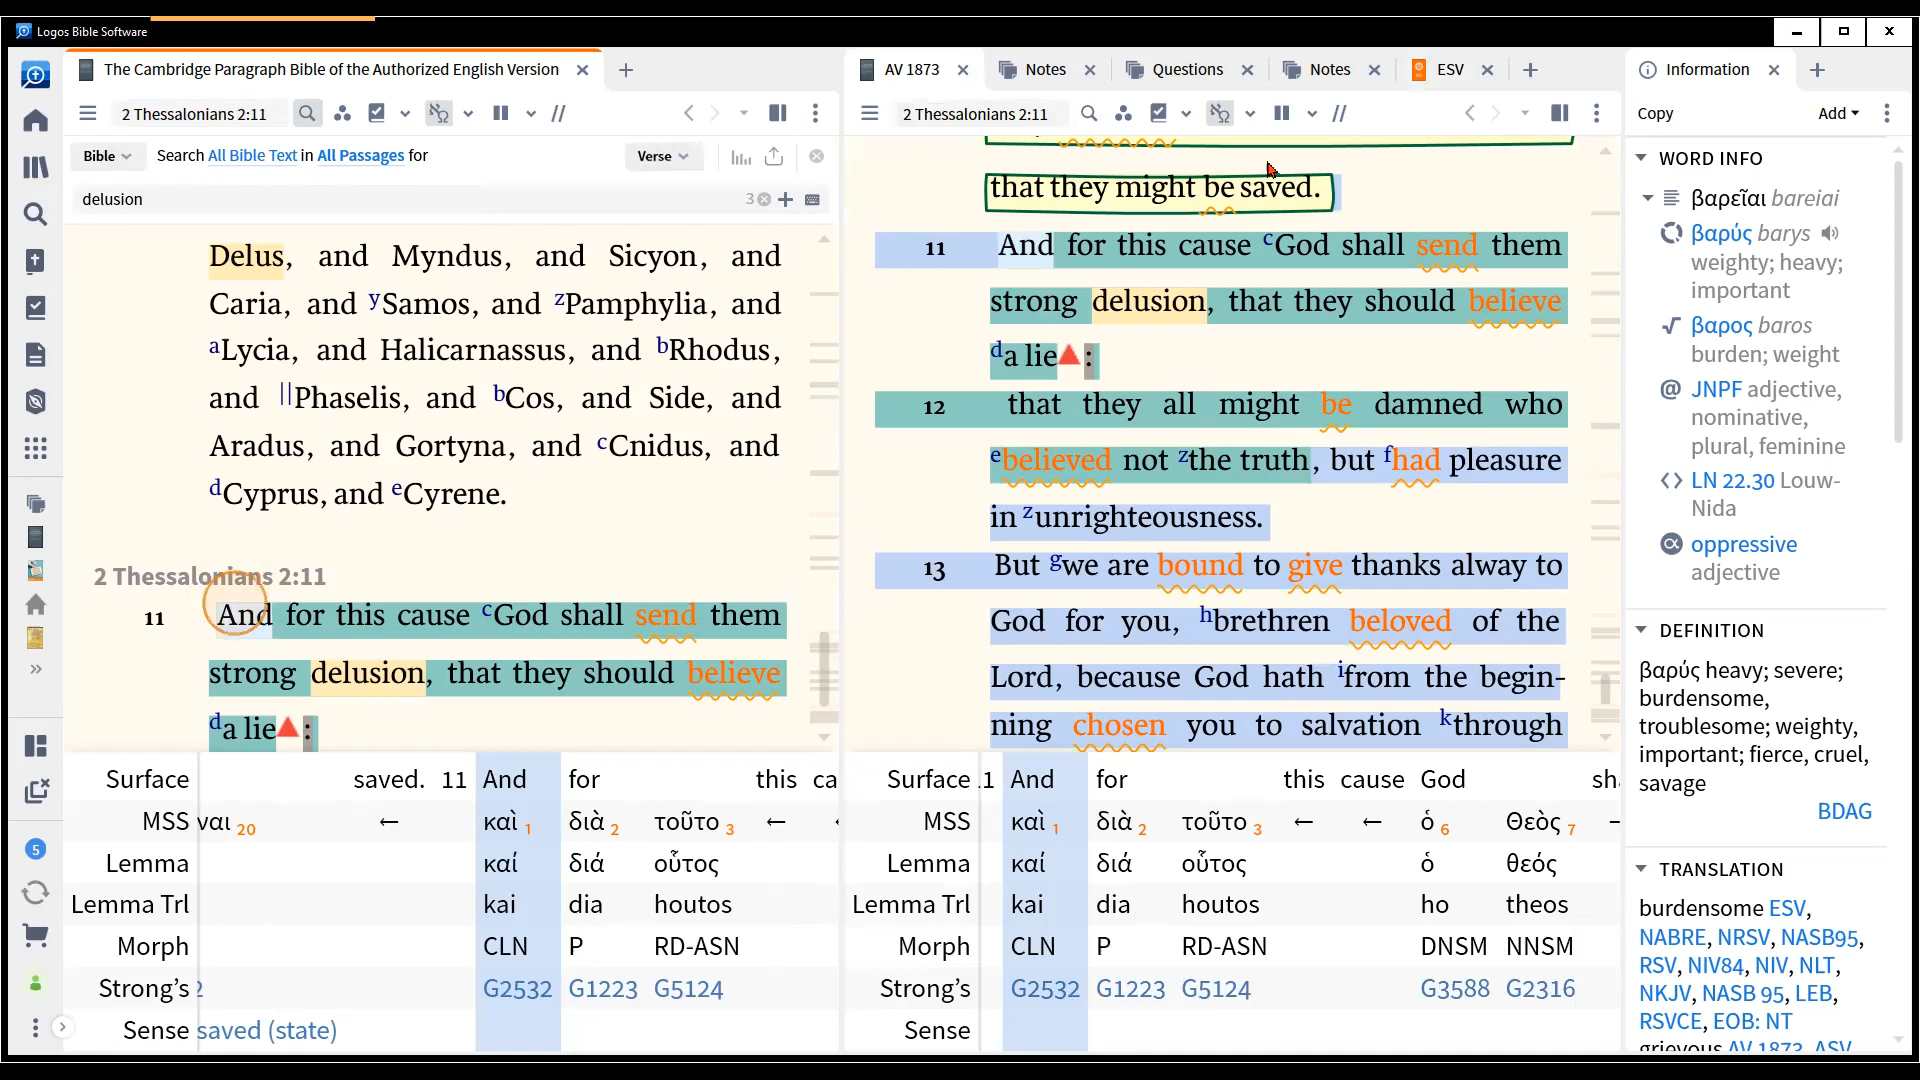 Logos Bible Software
The Cambridge Paragraph Bible of the Authorized English Version
2 Thessalonians 2:11
Bible
Search All Bible Text in All Passages for
Verse
delusion
3
Delus, and Myndus, and Sicyon, and
Caria, and ySamos, and zPamphylia, and
aLycia, and Halicarnassus, and bRhodus,
and ||Phaselis, and bCos, and Side, and
Aradus, and Gortyna, and cCnidus, and
dCyprus, and eCyrene.
2 Thessalonians 2:11
11 And for this cause cGod shall send them
strong delusion, that they should believe
da lie:
Surface saved. 11 And for this ca
MSS ναι 20 ← καὶ 1 διὰ 2 τοῦτο 3 ←
Lemma καί διά οὗτος
Lemma Trl kai dia houtos
Morph CLN P RD-ASN
Strong's 2 G2532 G1223 G5124
Sense saved (state)
5
AV 1873
Notes
Questions
Notes
ESV
2 Thessalonians 2:11
that they might be saved.
11 And for this cause cGod shall send them
strong delusion, that they should believe
da lie:
12 that they all might be damned who
ebelieved not zthe truth, but fhad pleasure
in zunrighteousness.
13 But gwe are bound to give thanks alway to
God for you, hbrethren beloved of the
Lord, because God hath ifrom the begin-
ning chosen you to salvation kthrough
Surface 1 And for this cause God sha
MSS καὶ 1 διὰ 2 τοῦτο 3 ← ← ὁ 6 Θεὸς 7
Lemma καί διά οὗτος ὁ θεός
Lemma Trl kai dia houtos ho theos
Morph CLN P RD-ASN DNSM NNSM
Strong's G2532 G1223 G5124 G3588 G2316
Sense
Information
Copy
Add
WORD INFO
βαρεῖαι bareiai
βαρύς barys
weighty; heavy;
important
βαρος baros
burden; weight
@ JNPF adjective,
nominative,
plural, feminine
LN 22.30 Louw-
Nida
oppressive
adjective
DEFINITION
βαρύς heavy; severe;
burdensome,
troublesome; weighty,
important; fierce, cruel,
savage
BDAG
TRANSLATION
burdensome ESV,
NABRE, NRSV, NASB95,
RSV, NIV84, NIV, NLT,
NKJV, NASB 95, LEB,
RSVCE, EOB: NT
grievous AV 1873, ASV